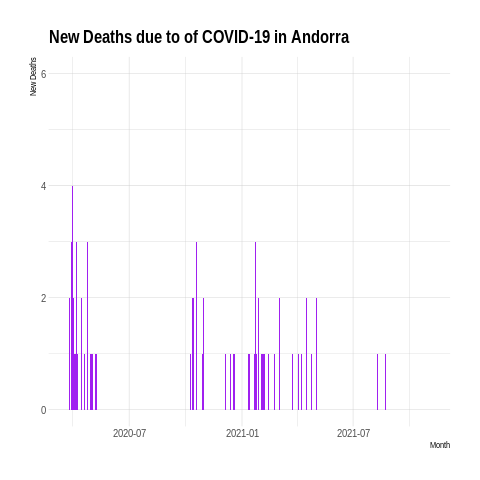 New Deaths due to of COVID-19 in Andorra
New Deaths
6
4
2
0
2020-07 2021-01 2021-07
Month